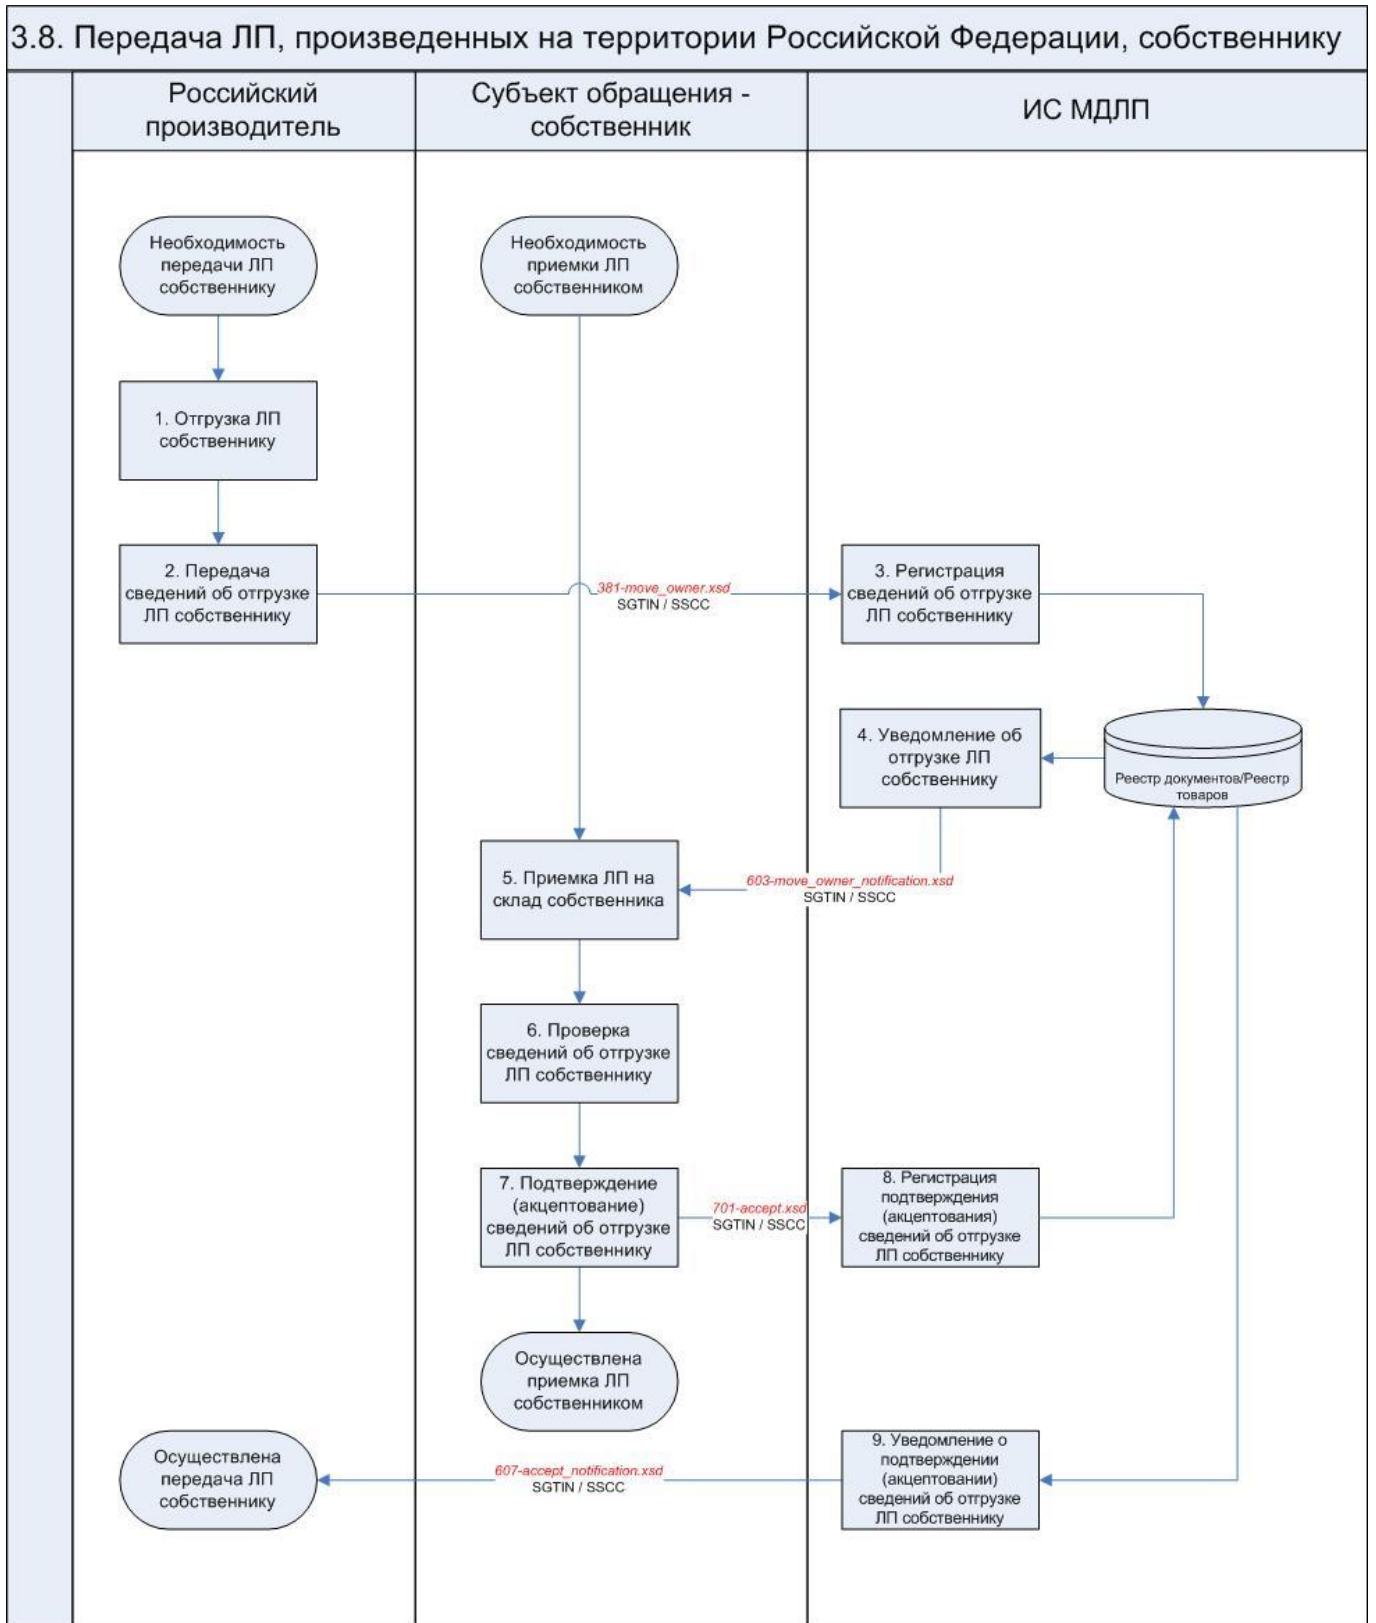 3.8. Передача ЛП, произведенных на территории Российской Федерации, собственнику
Российский
производитель
Субъект обращения -
собственник
ИС МДЛП
Необходимость
передачи ЛП
собственнику
Необходимость
приемки ЛП
собственником
1. Отгрузка ЛП
собственнику
2. Передача
сведений об отгрузке
ЛП собственнику
381-move_owner.xsd
SGTIN / SSCC
3. Регистрация
сведений об отгрузке
ЛП собственнику
4. Уведомление об
отгрузке ЛП
собственнику
Реестр документов/Реестр
товаров
5. Приемка ЛП на
склад собственника
603-move_owner_notification.xsd
SGTIN / SSCC
6. Проверка
сведений об отгрузке
ЛП собственнику
7. Подтверждение
(акцептование)
сведений об отгрузке
ЛП собственнику
701-accept.xsd
SGTIN / SSCC
8. Регистрация
подтверждения
(акцептования)
сведений об отгрузке
ЛП собственнику
Осуществлена
приемка ЛП
собственником
Осуществлена
передача ЛП
собственнику
607-accept_notification.xsd
SGTIN / SSCC
9. Уведомление о
подтверждении
(акцептовании)
сведений об отгрузке
ЛП собственнику